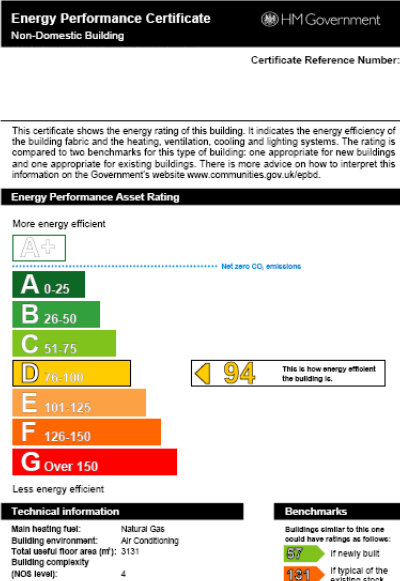 Energy Performance Certificate
HM Government
Non-Domestic Building
Certificate Reference Number:
This certificate shows the energy rating of this building. It indicates the energy efficiency of
the building fabric and the heating, ventilation, cooling and lighting systems. The rating is
compared to two benchmarks for this type of building: one appropriate for new buildings
and one appropriate for existing buildings. There is more advice on how to interpret this
information on the Government's website www.communities.gov.uk/epbd.
Energy Performance Asset Rating
More energy efficient
A+
Net zero CO₂ emissions
A 0-25
B 26-50
C 51-75
D 76-100
94
This is how energy efficient
the building is.
E 101-125
F 126-150
G Over 150
Less energy efficient
Technical information
Main heating fuel: Natural Gas
Building environment: Air Conditioning
Total useful floor area (m²): 3131
Building complexity
(NOS level): 4
Benchmarks
Buildings similar to this one
could have ratings as follows:
57 If newly built
131 If typical of the
existing stock